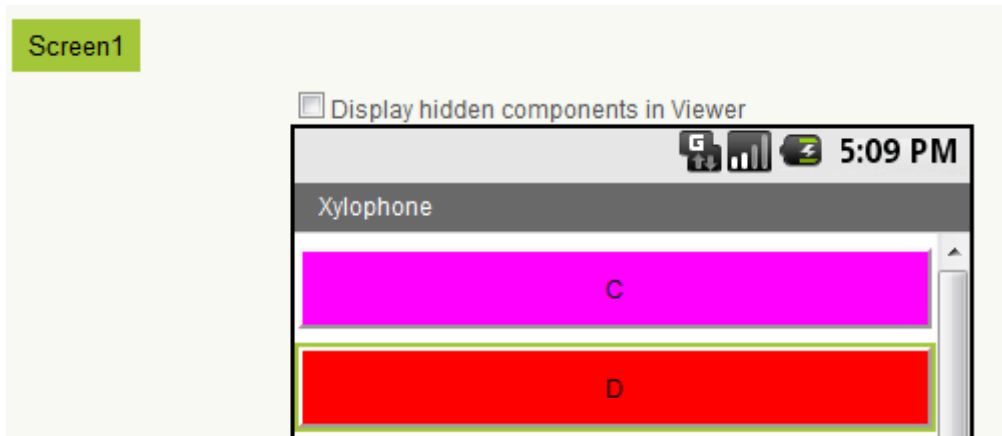 Screen1
Display hidden components in Viewer
G 5:09 PM
Xylophone
C
D